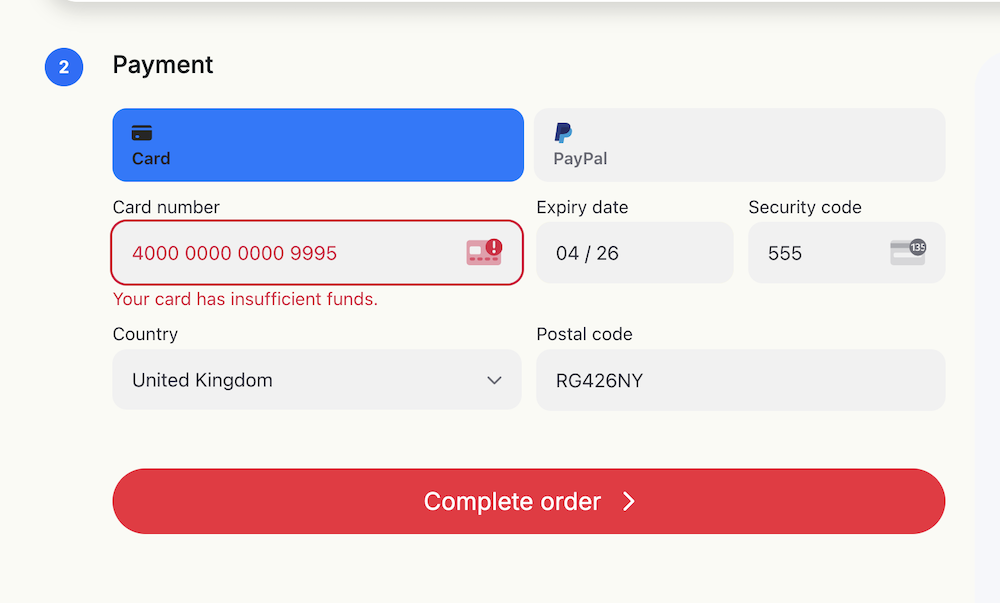 2
Payment
Card
PayPal
Card number
Expiry date
Security code
4000 0000 0000 9995
04 / 26
555
135
Your card has insufficient funds.
Country
Postal code
United Kingdom
RG426NY
Complete order